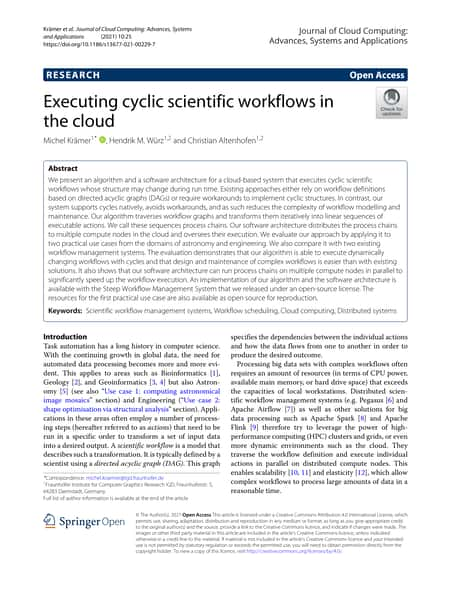 Krämer et al. Journal of Cloud Computing: Advances, Systems
and Applications (2021) 10:25
https://doi.org/10.1186/s13677-021-00229-7
Journal of Cloud Computing:
Advances, Systems and Applications
RESEARCH Open Access
Executing cyclic scientific workflows in
the cloud
Check for
updates
Michel Krämer1* , Hendrik M. Würz1,2 and Christian Altenhofen1,2
Abstract
We present an algorithm and a software architecture for a cloud-based system that executes cyclic scientific
workflows whose structure may change during run time. Existing approaches either rely on workflow definitions
based on directed acyclic graphs (DAGs) or require workarounds to implement cyclic structures. In contrast, our
system supports cycles natively, avoids workarounds, and as such reduces the complexity of workflow modelling and
maintenance. Our algorithm traverses workflow graphs and transforms them iteratively into linear sequences of
executable actions. We call these sequences process chains. Our software architecture distributes the process chains
to multiple compute nodes in the cloud and oversees their execution. We evaluate our approach by applying it to
two practical use cases from the domains of astronomy and engineering. We also compare it with two existing
workflow management systems. The evaluation demonstrates that our algorithm is able to execute dynamically
changing workflows with cycles and that design and maintenance of complex workflows is easier than with existing
solutions. It also shows that our software architecture can run process chains on multiple compute nodes in parallel to
significantly speed up the workflow execution. An implementation of our algorithm and the software architecture is
available with the Steep Workflow Management System that we released under an open-source license. The
resources for the first practical use case are also available as open source for reproduction.
Keywords: Scientific workflow management systems, Workflow scheduling, Cloud computing, Distributed systems
Introduction
Task automation has a long history in computer science.
With the continuing growth in global data, the need for
automated data processing becomes more and more evi-
dent. This applies to areas such as Bioinformatics [1],
Geology [2], and Geoinformatics [3, 4] but also Astron-
omy [5] (see also “Use case 1: computing astronomical
image mosaics” section) and Engineering (“Use case 2:
shape optimisation via structural analysis” section). Appli-
cations in these areas often employ a number of process-
ing steps (hereafter referred to as actions) that need to be
run in a specific order to transform a set of input data
into a desired output. A scientific workflow is a model that
describes such a transformation. It is typically defined by a
scientist using a directed acyclic graph (DAG). This graph
*Correspondence: michel.kraemer@igd.fraunhofer.de
1Fraunhofer Institute for Computer Graphics Research IGD, Fraunhoferstr. 5,
64283 Darmstadt, Germany
Full list of author information is available at the end of the article
specifies the dependencies between the individual actions
and how the data flows from one to another in order to
produce the desired outcome.
Processing big data sets with complex workflows often
requires an amount of resources (in terms of CPU power,
available main memory, or hard drive space) that exceeds
the capacities of local workstations. Distributed scien-
tific workflow management systems (e.g. Pegasus [6] and
Apache Airflow [7]) as well as other solutions for big
data processing such as Apache Spark [8] and Apache
Flink [9] therefore try to leverage the power of high-
performance computing (HPC) clusters and grids, or even
more dynamic environments such as the cloud. They
traverse the workflow definition and execute individual
actions in parallel on distributed compute nodes. This
enables scalability [10, 11] and elasticity [12], which allow
complex workflows to process large amounts of data in a
reasonable time.
Springer Open
© The Author(s). 2021 Open Access This article is licensed under a Creative Commons Attribution 4.0 International License, which
permits use, sharing, adaptation, distribution and reproduction in any medium or format, as long as you give appropriate credit
to the original author(s) and the source, provide a link to the Creative Commons licence, and indicate if changes were made. The
images or other third party material in this article are included in the article's Creative Commons licence, unless indicated
otherwise in a credit line to the material. If material is not included in the article's Creative Commons licence and your intended
use is not permitted by statutory regulation or exceeds the permitted use, you will need to obtain permission directly from the
copyright holder. To view a copy of this licence, visit http://creativecommons.org/licenses/by/4.0/.